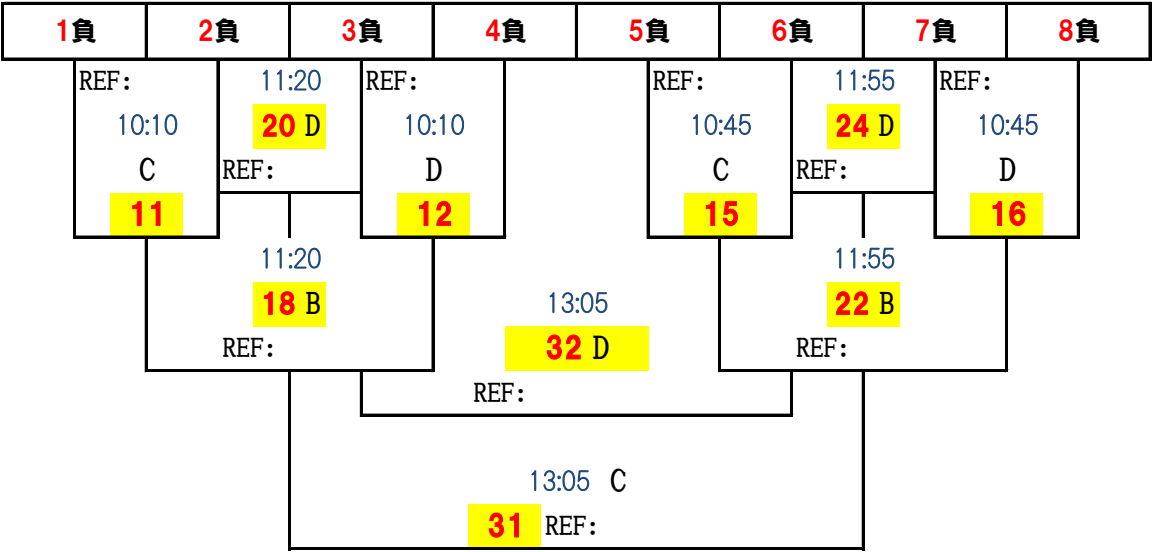 1負 2負 3負 4負 5負 6負 7負 8負
REF: 11:20 REF: REF: 11:55 REF:
10:10 20 D 10:10 10:45 24 D 10:45
C REF: D C REF: D
11 12 15 16
11:20 11:55
18 B 13:05 22 B
REF: 32 D REF:
REF:
13:05 C
31 REF: